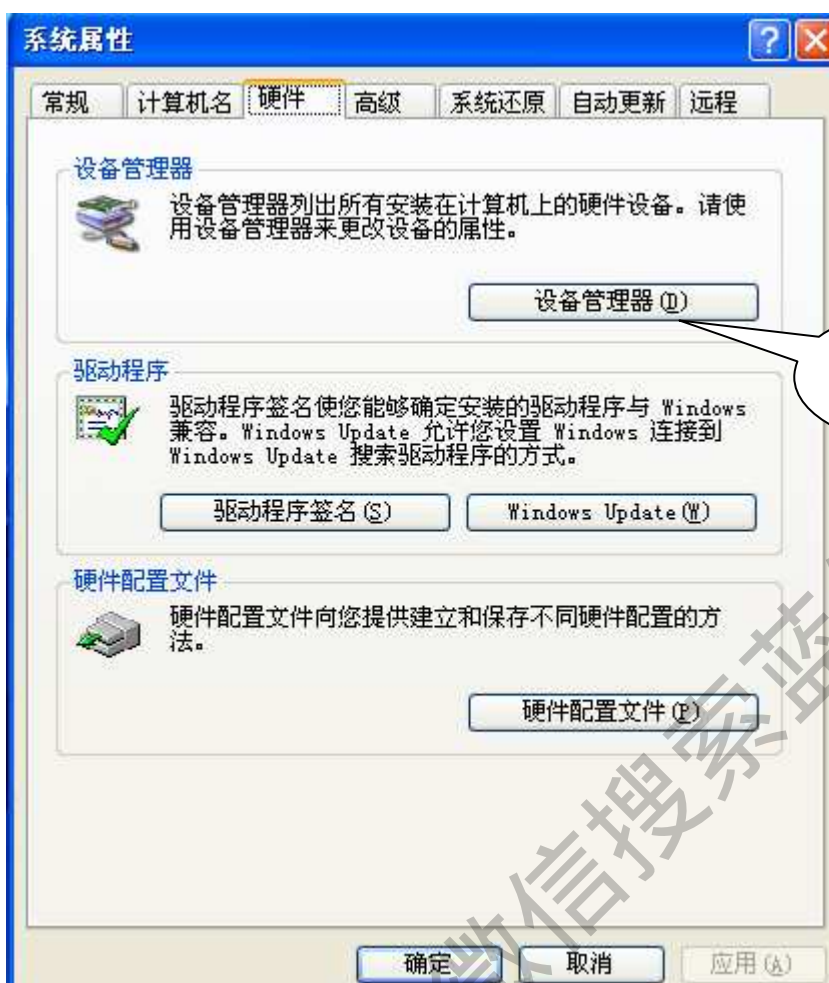 系统属性
常规 计算机名 硬件 高级 系统还原 自动更新 远程
设备管理器
设备管理器列出所有安装在计算机上的硬件设备。请使
用设备管理器来更改设备的属性。
设备管理器(D)
驱动程序
驱动程序签名使您能够确定安装的驱动程序与 Windows
兼容。Windows Update 允许您设置 Windows 连接到
Windows Update 搜索驱动程序的方式。
驱动程序签名(S) Windows Update(W)
硬件配置文件
硬件配置文件向您提供建立和保存不同硬件配置的方
法。
硬件配置文件(P)
确定 取消 应用(A)
微信搜索蓝